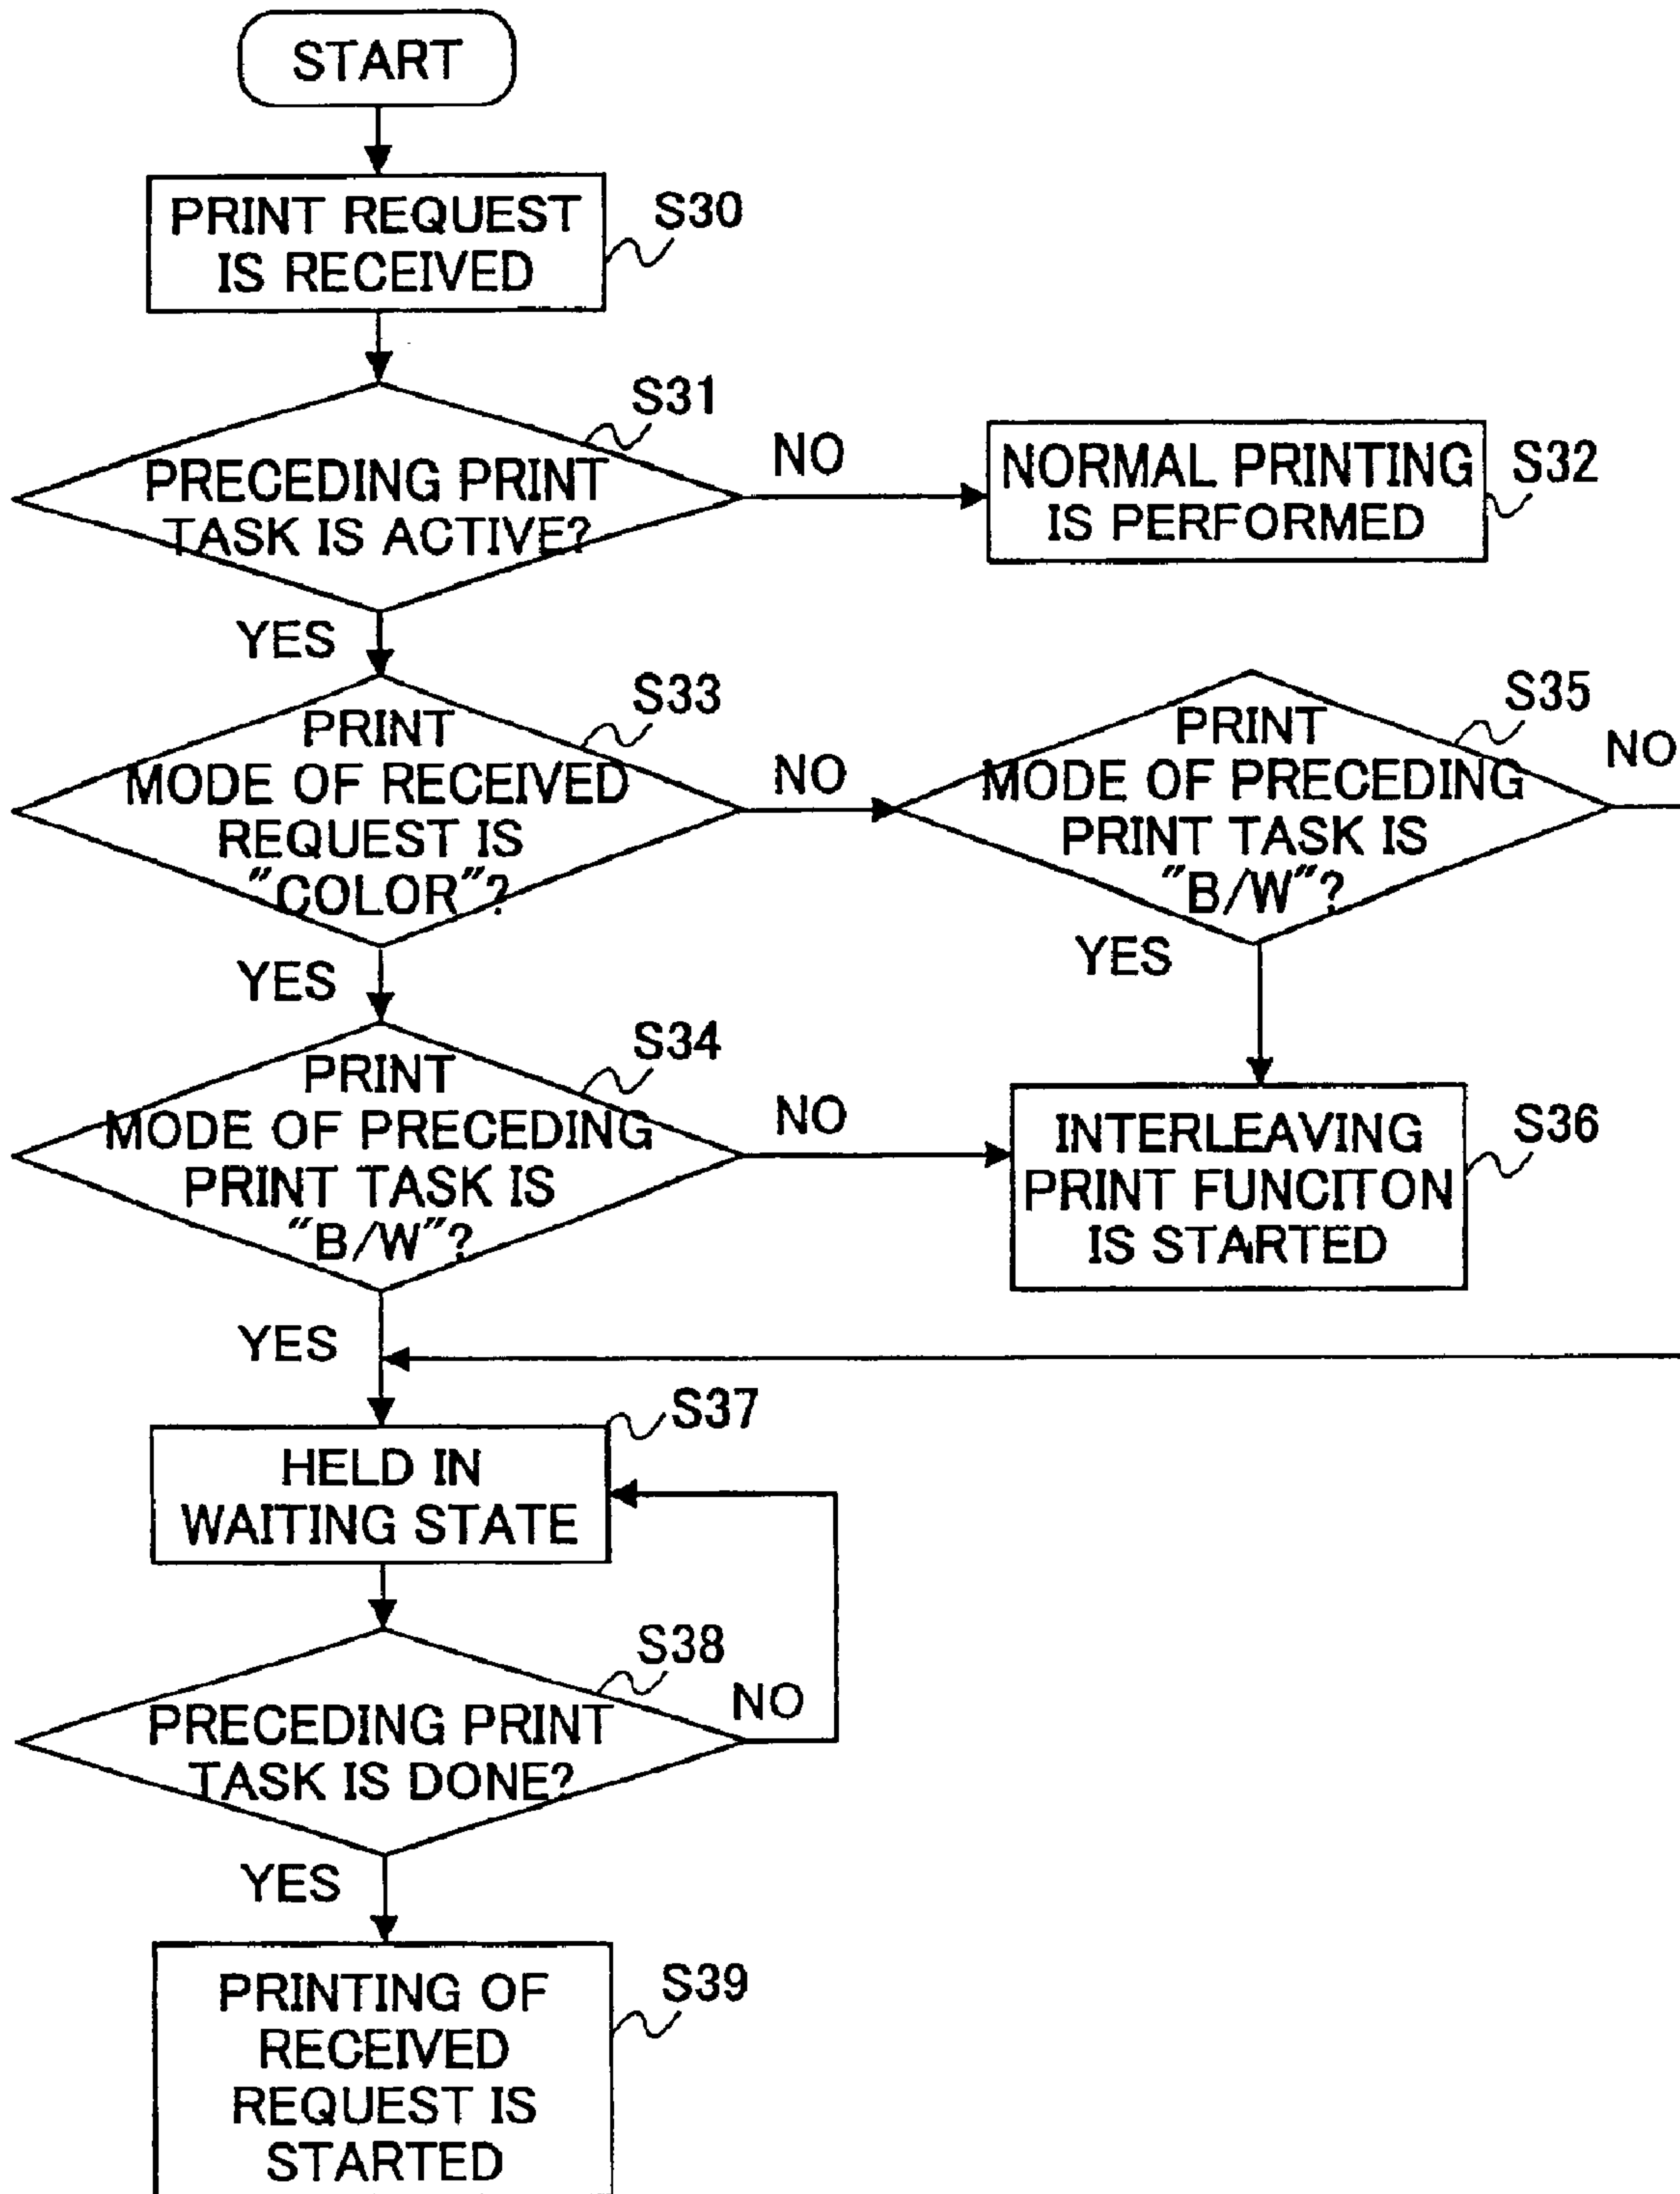 START
PRINT REQUEST
IS RECEIVED
S30
PRECEDING PRINT
TASK IS ACTIVE?
S31
NO
NORMAL PRINTING
IS PERFORMED
S32
YES
PRINT
MODE OF RECEIVED
REQUEST IS
"COLOR"?
S33
NO
PRINT
MODE OF PRECEDING
PRINT TASK IS
"B/W"?
S35
NO
YES
YES
PRINT
MODE OF PRECEDING
PRINT TASK IS
"B/W"?
S34
NO
INTERLEAVING
PRINT FUNCITON
IS STARTED
S36
YES
HELD IN
WAITING STATE
S37
PRECEDING PRINT
TASK IS DONE?
S38
NO
YES
PRINTING OF
RECEIVED
REQUEST IS
STARTED
S39